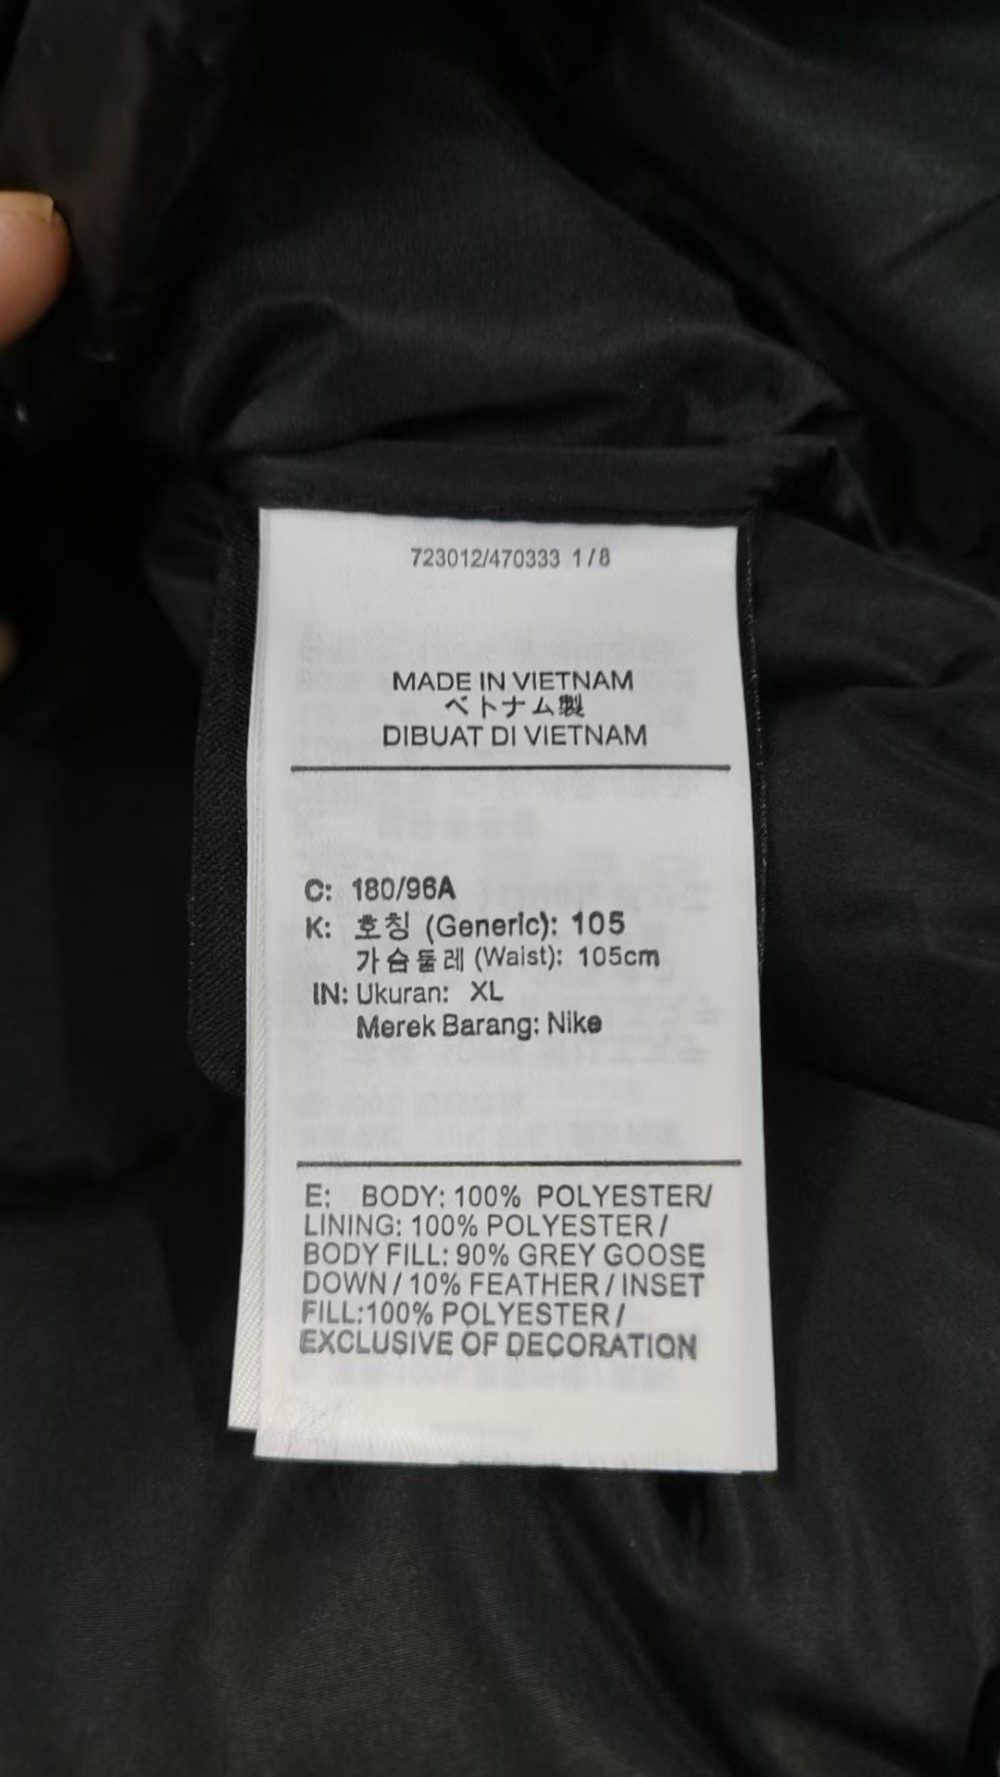 723012/470333 1/8
MADE IN VIETNAM
ベトナム製
DIBUAT DI VIETNAM
C: 180/96A
K: 호칭 (Generic): 105
가슴둘레 (Waist): 105cm
IN: Ukuran: XL
Merek Barang: Nike
E: BODY: 100% POLYESTER/
LINING: 100% POLYESTER /
BODY FILL: 90% GREY GOOSE
DOWN / 10% FEATHER / INSET
FILL:100% POLYESTER /
EXCLUSIVE OF DECORATION